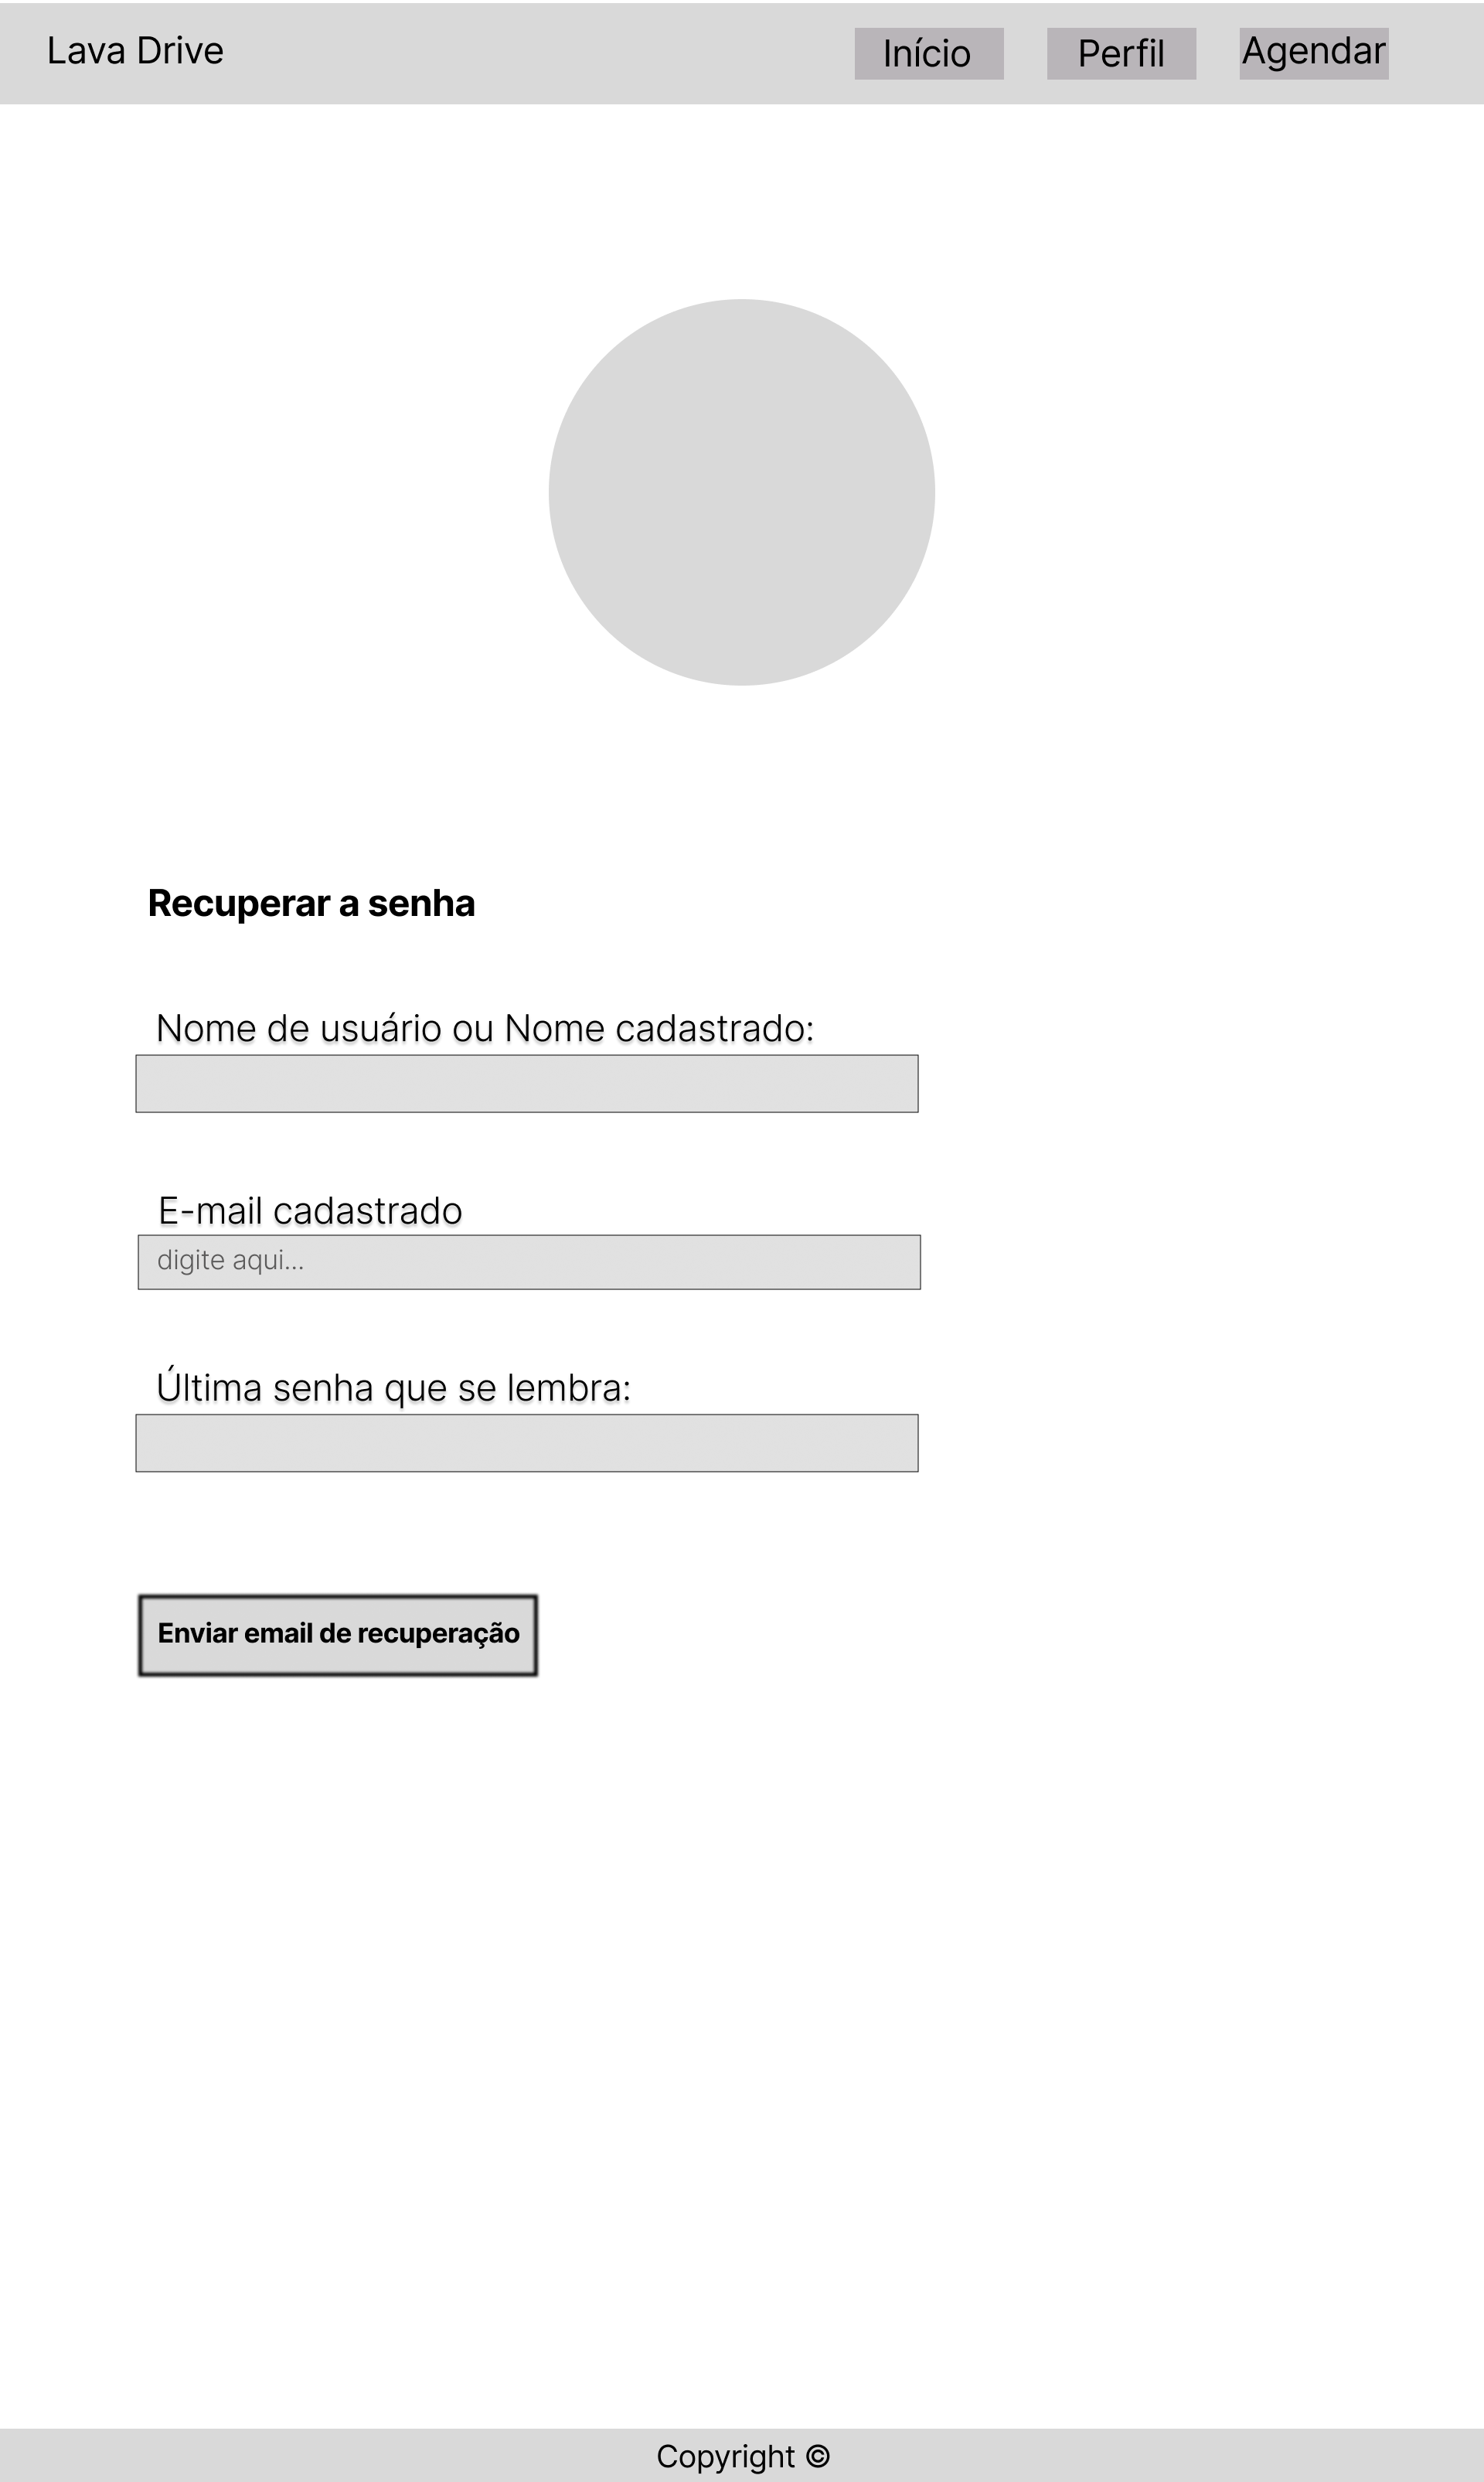 Lava Drive
Início
Perfil
Agendar
Recuperar a senha
Nome de usuário ou Nome cadastrado:
E-mail cadastrado
digite aqui...
Última senha que se lembra:
Enviar email de recuperação
Copyright ©